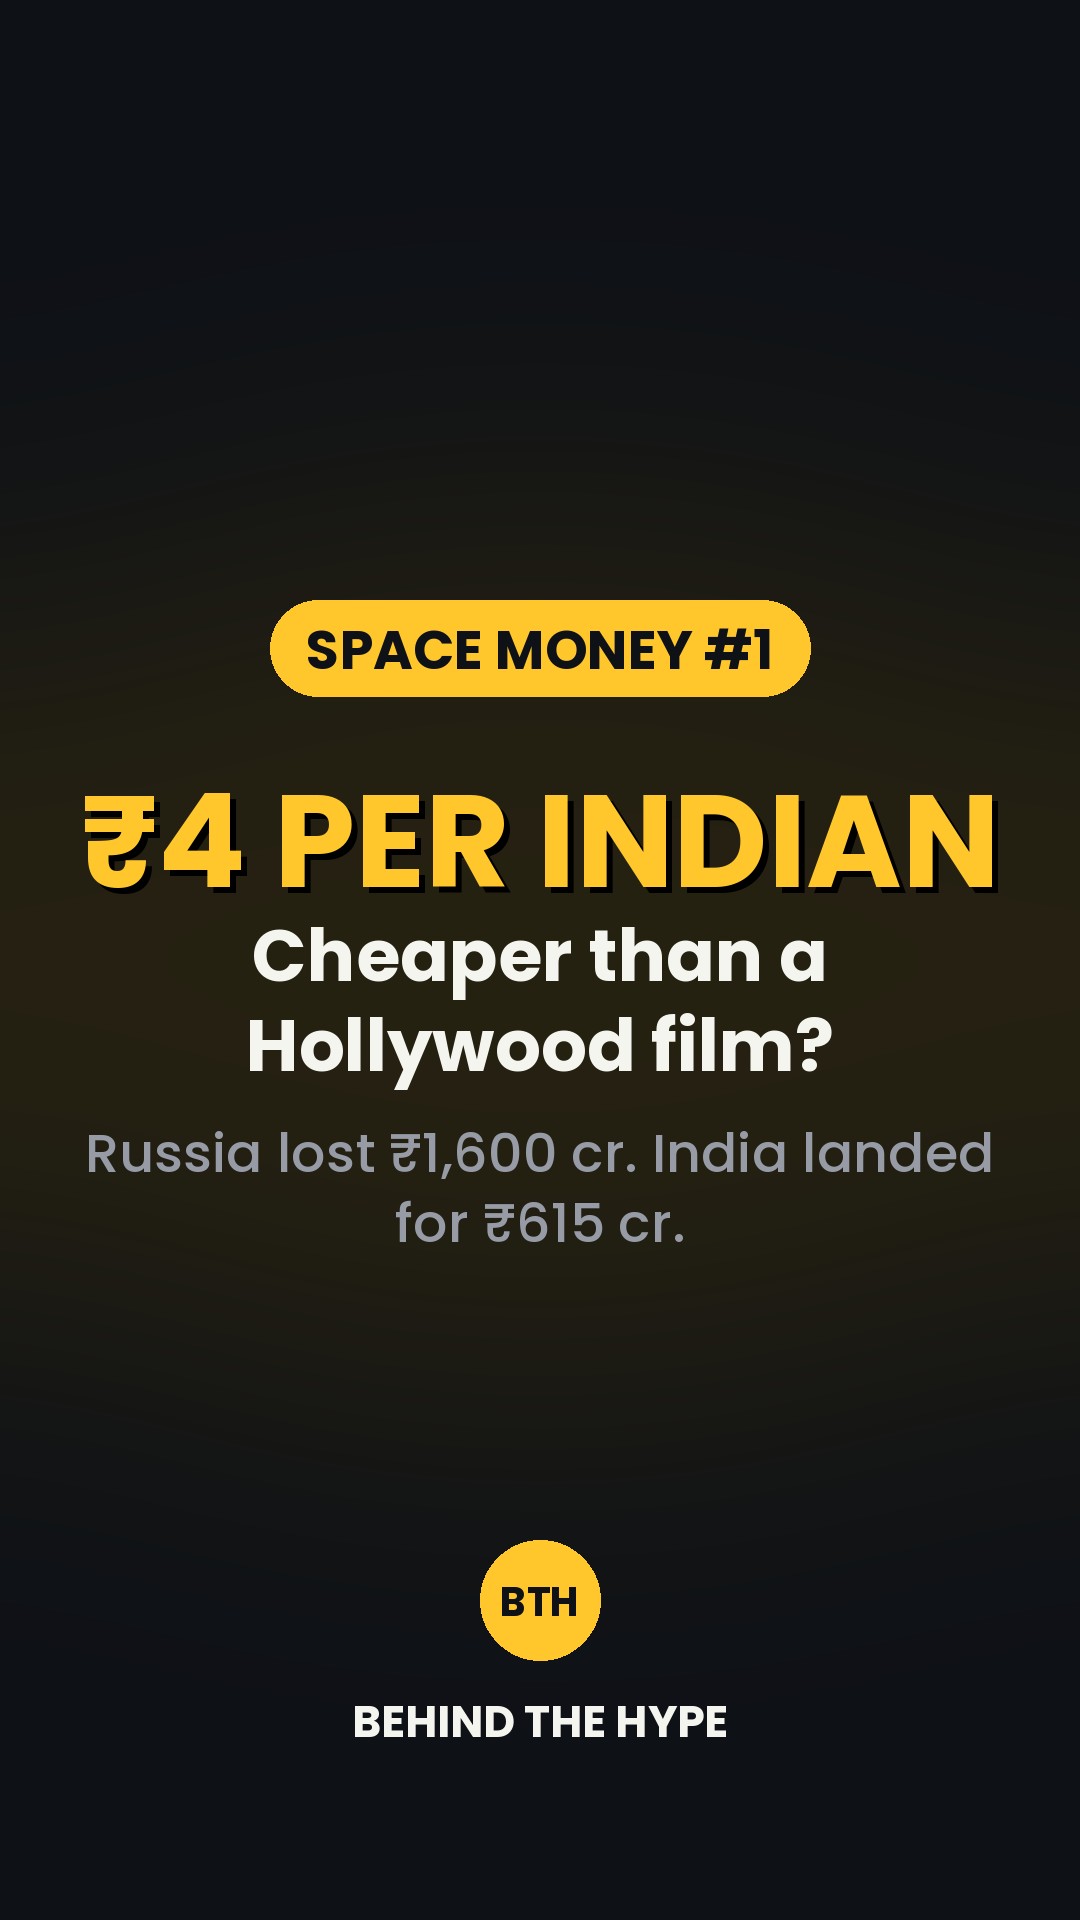 SPACE MONEY #1
₹4 PER INDIAN
Cheaper than a
Hollywood film?
Russia lost ₹1,600 cr. India landed
for ₹615 cr.
BTH
BEHIND THE HYPE